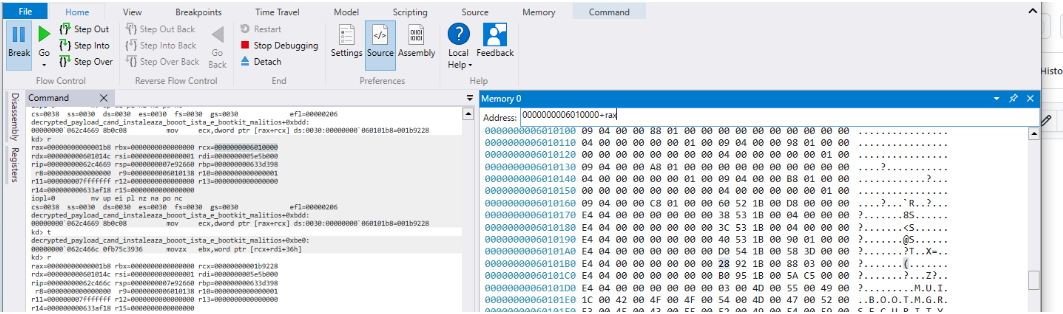 File Home View Breakpoints Time Travel Model Scripting Source Memory Command
Break
Go
Step Out
Step Into
Step Over
Step Out Back
Step Into Back
Step Over Back
Go
Back
Restart
Stop Debugging
Detach
Settings Source Assembly
Local
Help
Feedback
Flow Control Reverse Flow Control End Preferences Help
Histo
Disassembly
Registers
Command
cs=0038 ss=0030 ds=0030 es=0030 fs=0030 gs=0030 efl=00000206
decrypted_payload_cand_instaleaza_booot_ista_e_bootkit_malitios+0xbdd:
00000000`062c4669 8b0c08 mov ecx,dword ptr [rax+rcx] ds:0030:00000000`060101b8=001b9228
kd> r
rax=00000000000001b8 rbx=0000000000000000 rcx=0000000006010000
rdx=000000000601014c rsi=0000000000000001 rdi=0000000005e5b000
rip=00000000062c4669 rsp=0000000007e92660 rbp=000000000633d398
r8=0000000000000000 r9=0000000006010138 r10=0000000000000001
r11=0000000007ffffff r12=0000000000000000 r13=0000000000000000
r14=000000000633af18 r15=0000000000000000
iopl=0 nv up ei pl nz na po nc
cs=0038 ss=0030 ds=0030 es=0030 fs=0030 gs=0030 efl=00000206
decrypted_payload_cand_instaleaza_booot_ista_e_bootkit_malitios+0xbdd:
00000000`062c4669 8b0c08 mov ecx,dword ptr [rax+rcx] ds:0030:00000000`060101b8=001b9228
kd> t
decrypted_payload_cand_instaleaza_booot_ista_e_bootkit_malitios+0xbe0:
00000000`062c466c 0fb75c3936 movzx ebx,word ptr [rcx+rdi+36h]
kd> r
rax=00000000000001b8 rbx=0000000000000000 rcx=00000000001b9228
rdx=000000000601014c rsi=0000000000000001 rdi=0000000005e5b000
rip=00000000062c466c rsp=0000000007e92660 rbp=000000000633d398
r8=0000000000000000 r9=0000000006010138 r10=0000000000000001
r11=0000000007ffffff r12=0000000000000000 r13=0000000000000000
r14=000000000633af18 r15=0000000000000000
Memory 0
Address: 0000000006010000+rax
0000000006010100 09 04 00 00 88 01 00 00 00 00 00 00 00 00 00 00 ................
0000000006010110 04 00 00 00 00 00 01 00 09 04 00 00 98 01 00 00
0000000006010120 00 00 00 00 00 00 00 00 04 00 00 00 00 00 01 00 ................
0000000006010130 09 04 00 00 A8 01 00 00 00 00 00 00 00 00 00 00
0000000006010140 04 00 00 00 00 00 01 00 09 04 00 00 B8 01 00 00
0000000006010150 00 00 00 00 00 00 00 00 04 00 00 00 00 00 01 00 ................
0000000006010160 09 04 00 00 C8 01 00 00 60 52 1B 00 D8 00 00 00 ....?...`R..?...
0000000006010170 E4 04 00 00 00 00 00 00 38 53 1B 00 04 00 00 00 ?.......8S......
0000000006010180 E4 04 00 00 00 00 00 00 3C 53 1B 00 04 00 00 00 ?.......<S......
0000000006010190 E4 04 00 00 00 00 00 00 40 53 1B 00 90 01 00 00 ?.......@S..?...
00000000060101A0 E4 04 00 00 00 00 00 00 D0 54 1B 00 58 3D 00 00 ?.......?T..X=..
00000000060101B0 E4 04 00 00 00 00 00 00 28 92 1B 00 88 03 00 00
00000000060101C0 E4 04 00 00 00 00 00 00 B0 95 1B 00 5A C5 00 00
00000000060101D0 E4 04 00 00 00 00 00 00 03 00 4D 00 55 00 49 00 ?.........M.U.I.
00000000060101E0 1C 00 42 00 4F 00 4F 00 54 00 4D 00 47 00 52 00 ..B.O.O.T.M.G.R.